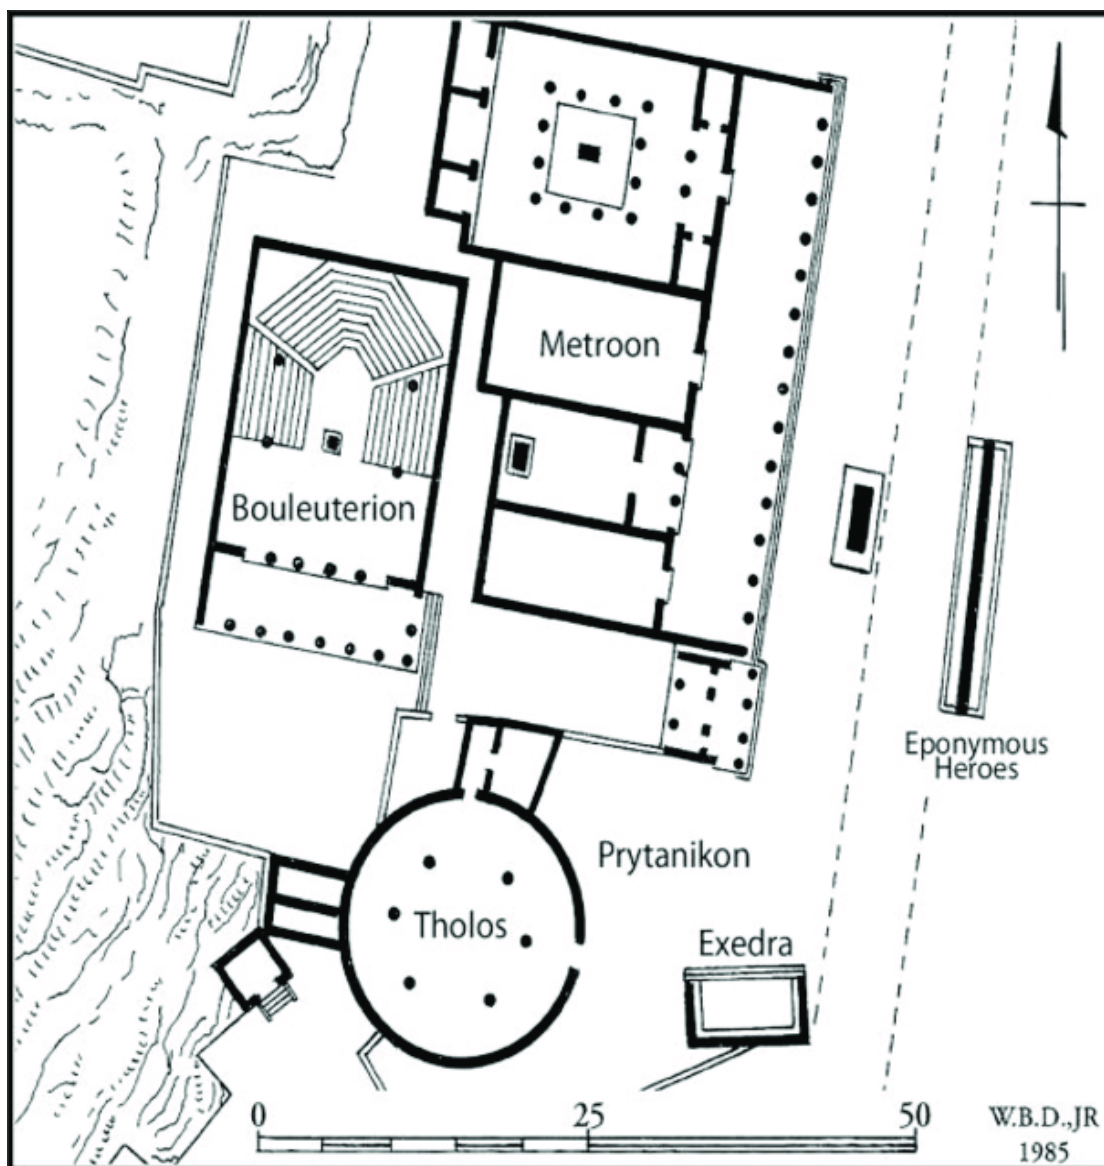 Metroon
Bouleuterion
Eponymous
Heroes
Prytanikon
Tholos
Exedra
0 25 50
W.B.D.,JR
1985